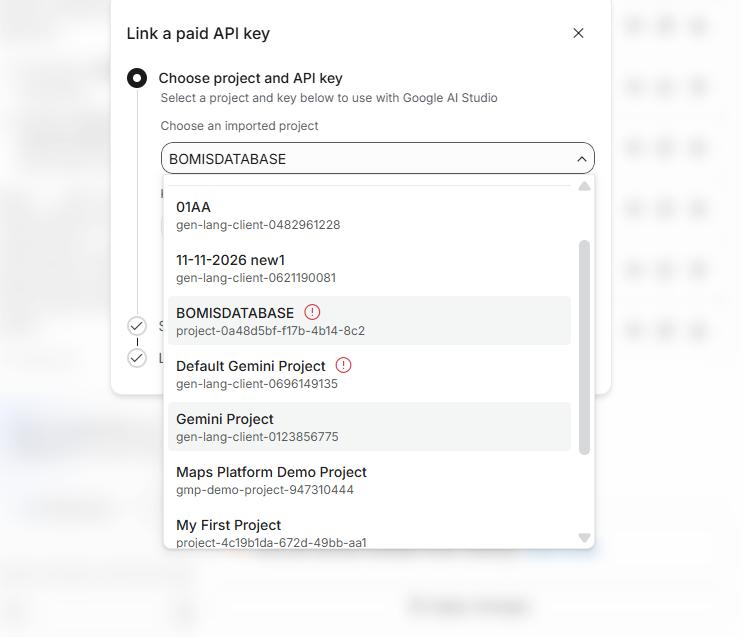 Link a paid API key
Choose project and API key
Select a project and key below to use with Google AI Studio
Choose an imported project
BOMISDATABASE
01AA
gen-lang-client-0482961228
11-11-2026 new1
gen-lang-client-0621190081
BOMISDATABASE
project-0a48d5bf-f17b-4b14-8c2
Default Gemini Project
gen-lang-client-0696149135
Gemini Project
gen-lang-client-0123856775
Maps Platform Demo Project
gmp-demo-project-947310444
My First Project
project-4c19b1da-672d-49bb-aa1